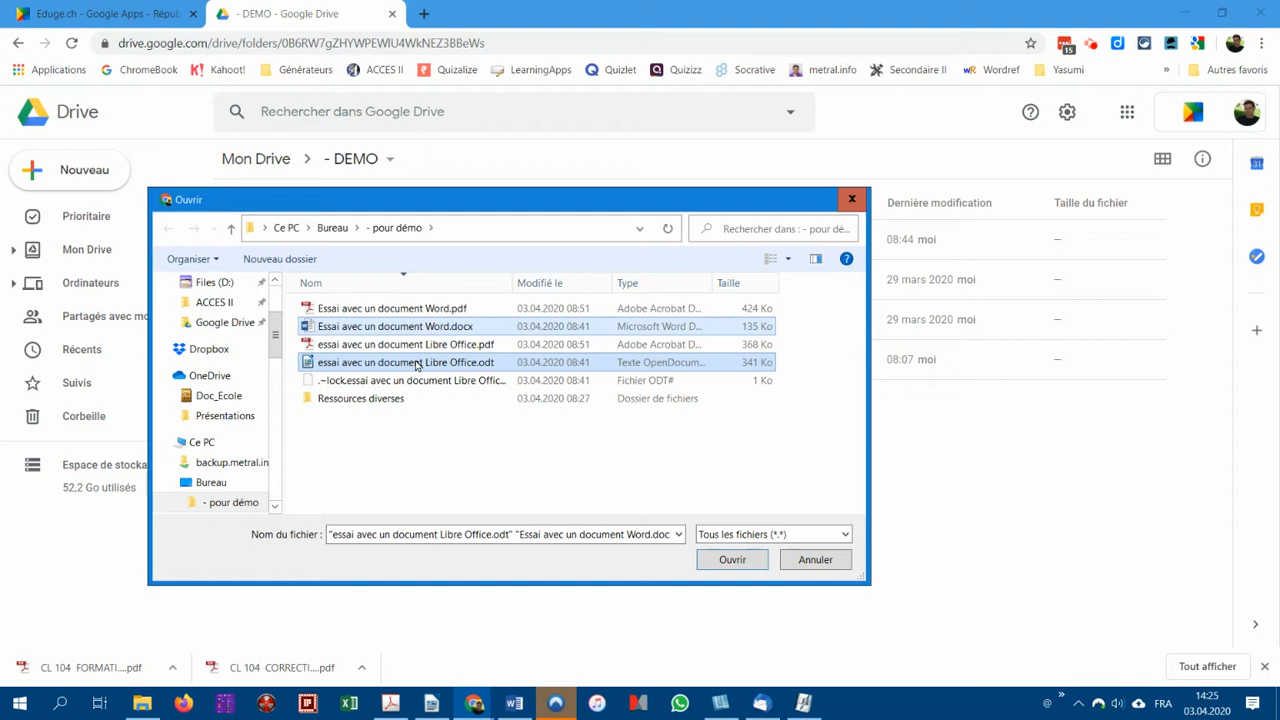 Eduge.ch - Google Apps - Répul
- DEMO - Google Drive
drive.google.com/drive/folders/0B6RW7gZHYWPEWlU4WkNEZ3BBeWs
15
Applications
ChromeBook
Kahoot!
Générateurs
ACCES II
Quizalize
LearningApps
Quizlet
Quizizz
Socrative
metral.info
Secondaire II
Wordref
Yasumi
»
Autres favoris
Drive
Rechercher dans Google Drive
Nouveau
Mon Drive > - DEMO
Prioritaire
Mon Drive
Ordinateurs
Partagés avec mo
Récents
Suivis
Corbeille
Espace de stocka
52,2 Go utilisés
Dernière modification
Taille du fichier
08:44 moi –
29 mars 2020 moi –
29 mars 2020 moi –
08:07 moi –
31
Ouvrir
Ce PC > Bureau > - pour démo >
Rechercher dans : - pour dé...
Organiser
Nouveau dossier
Files (D:)
ACCES II
Google Drive
Dropbox
OneDrive
Doc_Ecole
Présentations
Ce PC
backup.metral.in
Bureau
- pour démo
Nom Modifié le Type Taille
Essai avec un document Word.pdf 03.04.2020 08:51 Adobe Acrobat D... 424 Ko
Essai avec un document Word.docx 03.04.2020 08:41 Microsoft Word D... 135 Ko
essai avec un document Libre Office.pdf 03.04.2020 08:51 Adobe Acrobat D... 368 Ko
essai avec un document Libre Office.odt 03.04.2020 08:41 Texte OpenDocum... 341 Ko
.~lock.essai avec un document Libre Offic... 03.04.2020 08:41 Fichier ODT# 1 Ko
Ressources diverses 03.04.2020 08:27 Dossier de fichiers
Nom du fichier : "essai avec un document Libre Office.odt" "Essai avec un document Word.doc
Tous les fichiers (*.*)
Ouvrir
Annuler
CL 104 FORMATI....pdf
CL 104 CORRECTI....pdf
Tout afficher
FRA
14:25
03.04.2020